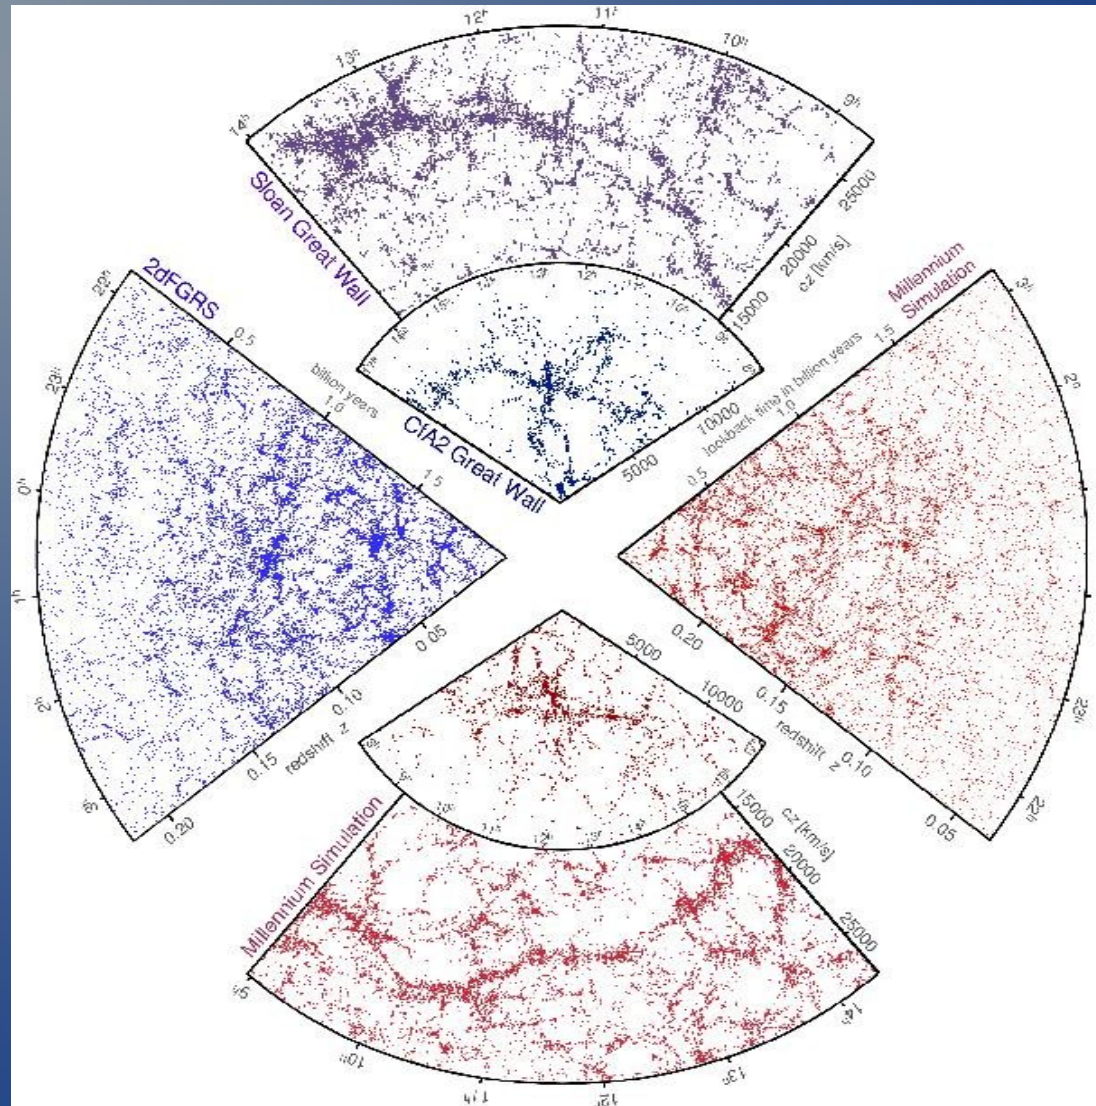 12ʰ
11ʰ
10ʰ
9ʰ
13ʰ
14ʰ
Sloan Great Wall
25000
20000
15000
cz [km/s]
13ʰ
12ʰ
CfA2 Great Wall
10000
5000
2dFGRS
22ʰ
23ʰ
0ʰ
1ʰ
2ʰ
3ʰ
0.5
1.0
1.5
billion years
0.05
0.10
0.15
0.20
redshift z
Millennium
Simulation
1.5
1.0
0.5
lookback time in billion years
0.20
0.15
0.10
0.05
redshift z
22ʰ
5000
10000
15000
20000
25000
cz [km/s]
Millennium Simulation
10ʰ
11ʰ
12ʰ
13ʰ
14ʰ